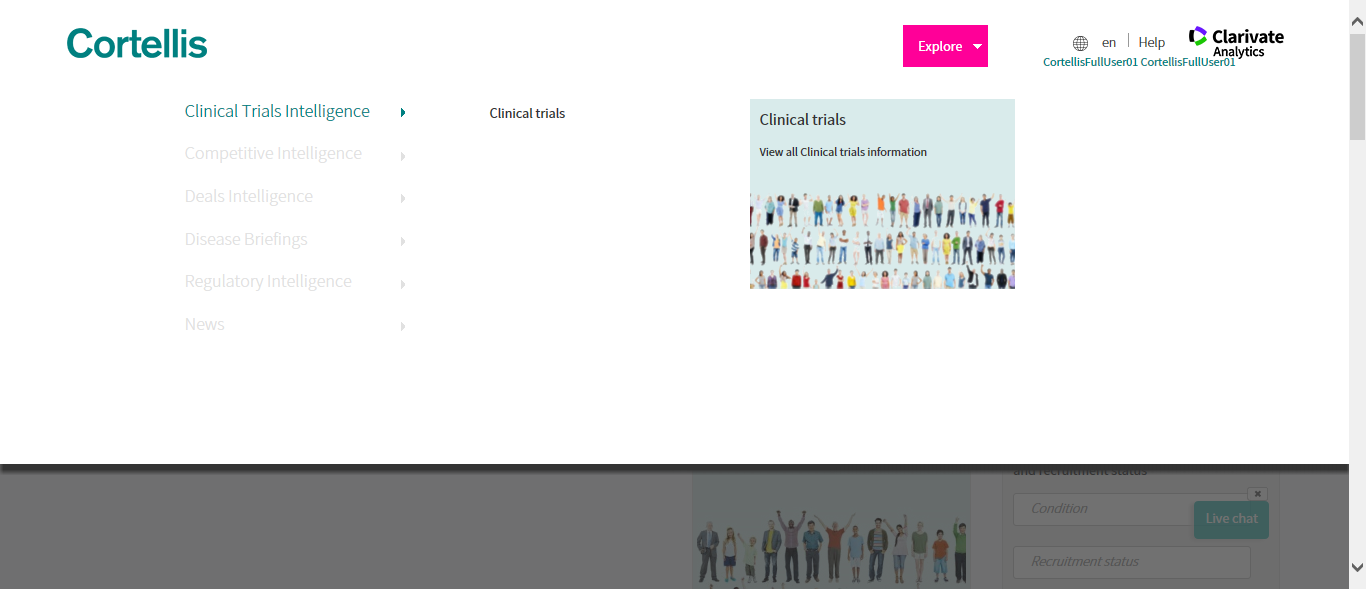 Cortellis
Explore
en
Help
Clarivate
Analytics
CortellisFullUser01 CortellisFullUser01
Clinical Trials Intelligence
Clinical trials
Clinical trials
View all Clinical trials information
Competitive Intelligence
Deals Intelligence
Disease Briefings
Regulatory Intelligence
News
and recruitment status
Condition
Live chat
Recruitment status